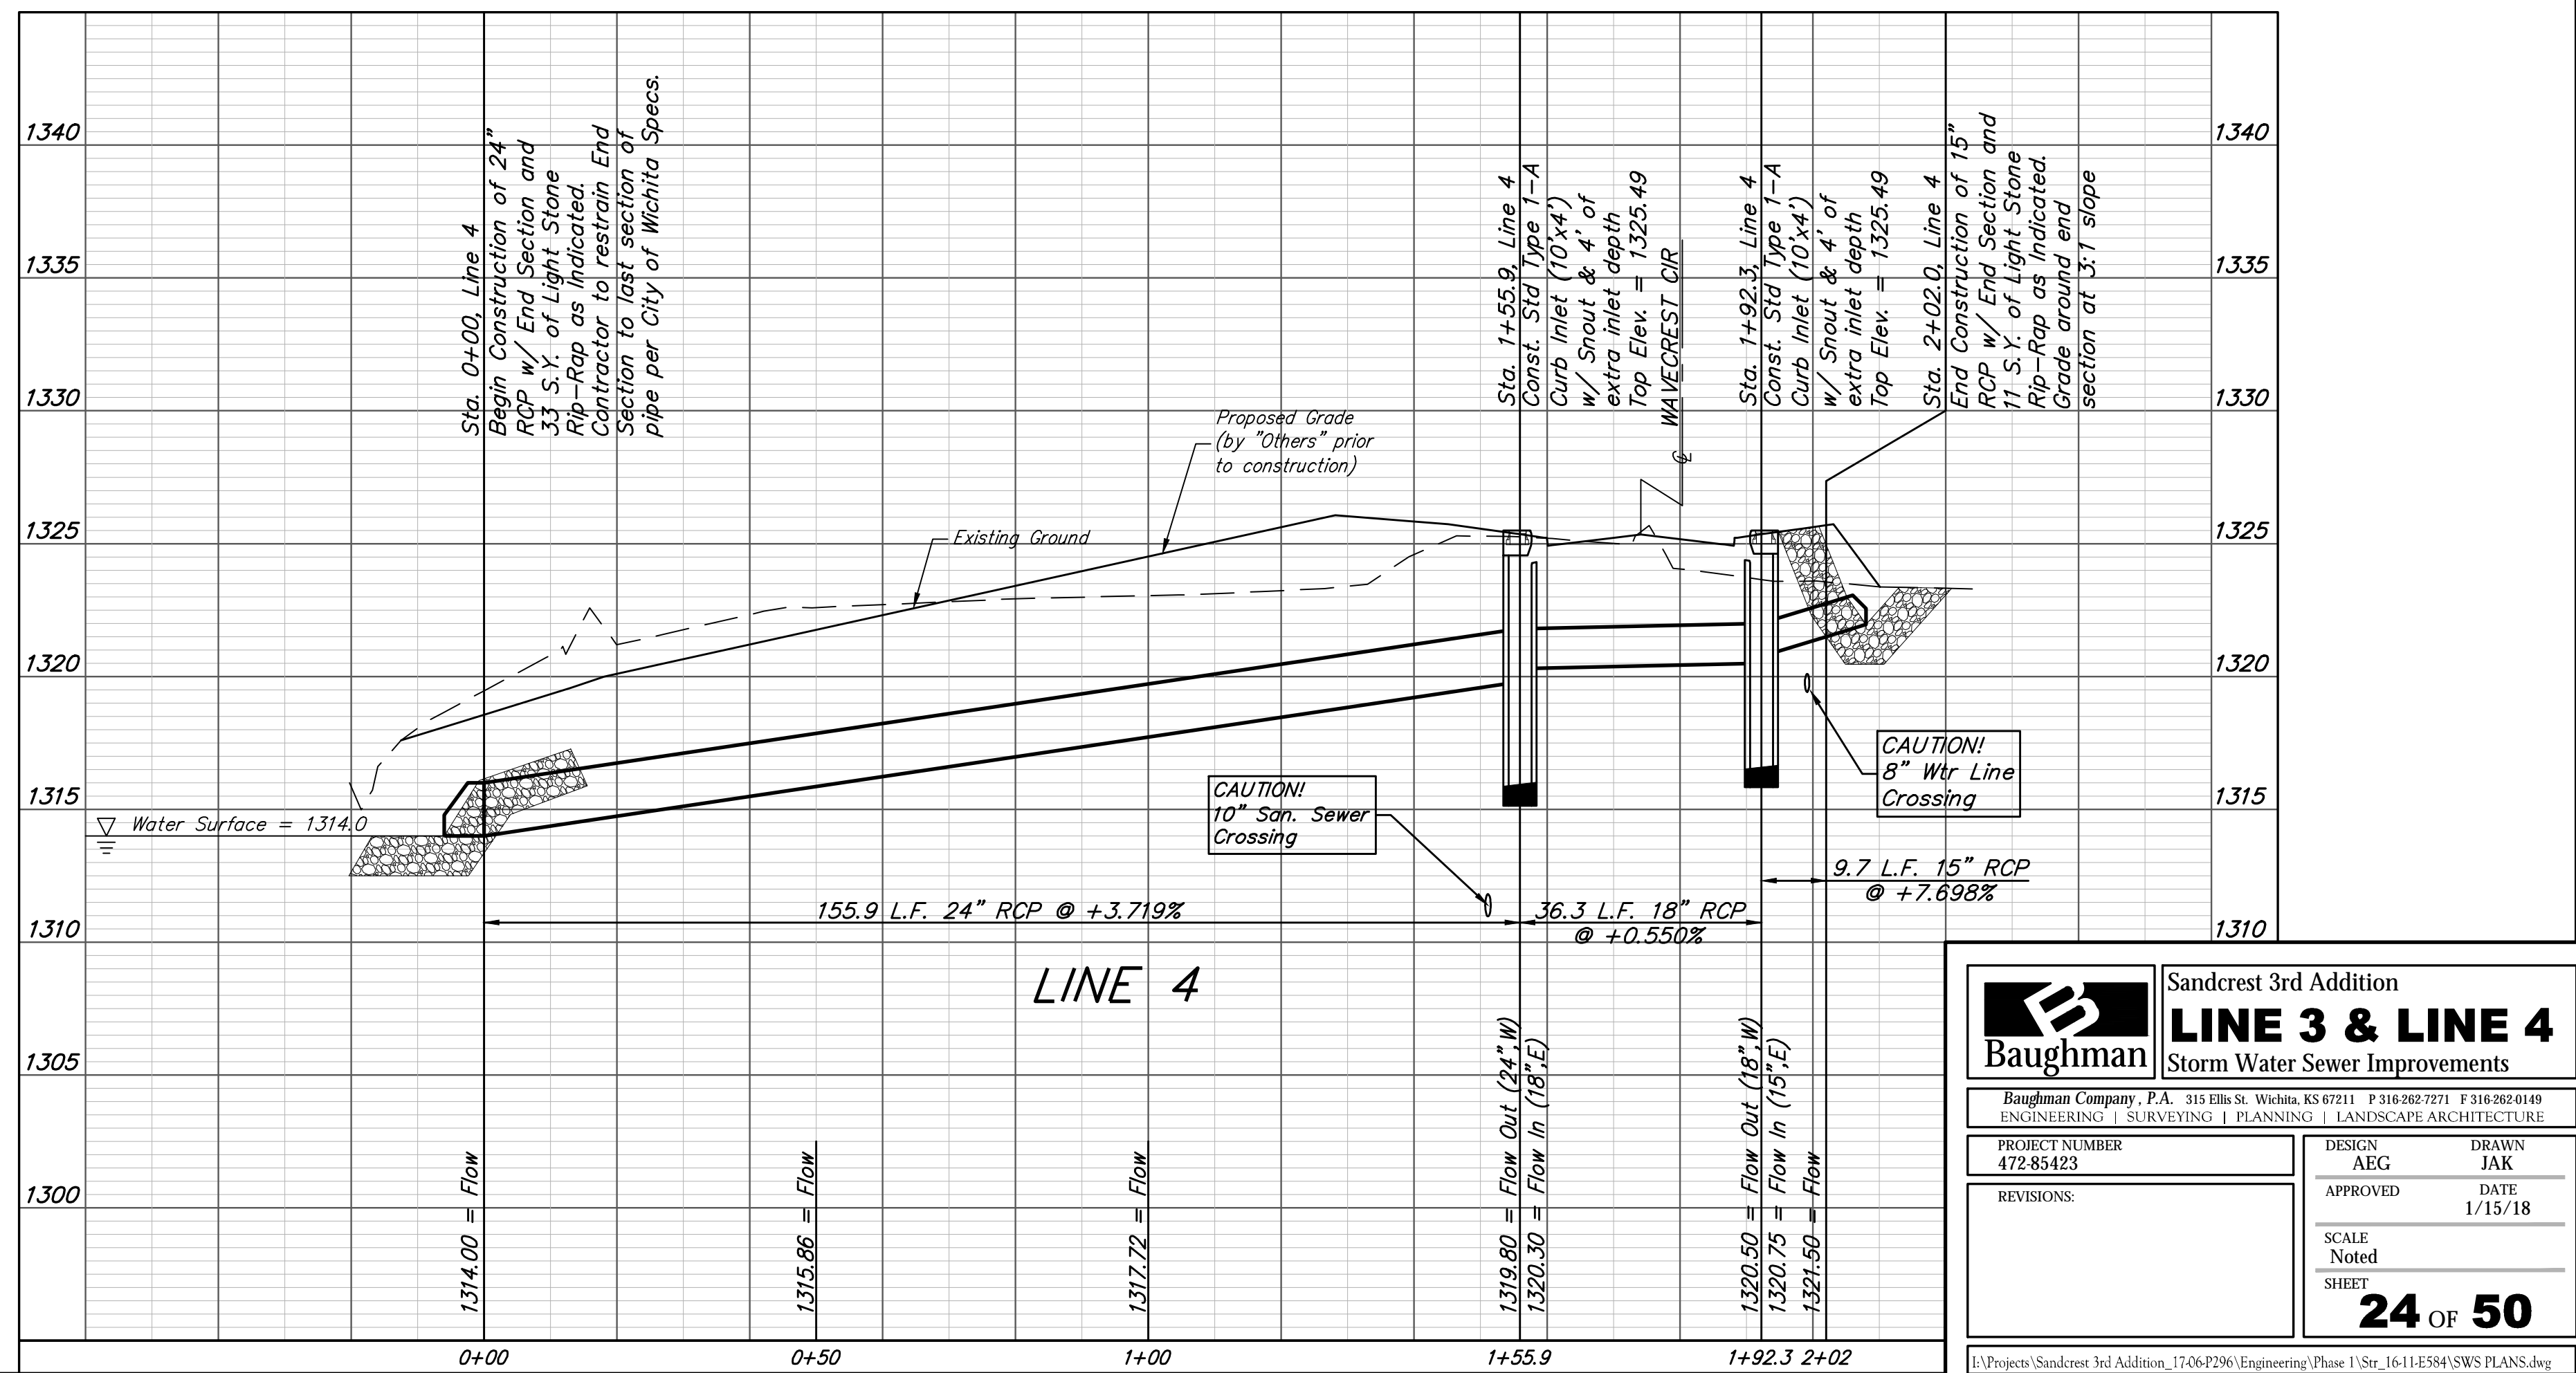 1340
1335
1330
1325
1320
1315
1310
1305
1300
Sta. 0+00, Line 4
Begin Construction of 24"
RCP w/ End Section and
33 S.Y. of Light Stone
Rip-Rap as Indicated.
Contractor to restrain End
Section to last section of
pipe per City of Wichita Specs.
Sta. 1+55.9, Line 4
Const. Std Type 1-A
Curb Inlet (10'x4')
w/ Snout & 4' of
extra inlet depth
Top Elev. = 1325.49
WAVECREST CIR
℄
Sta. 1+92.3, Line 4
Const. Std Type 1-A
Curb Inlet (10'x4')
w/ Snout & 4' of
extra inlet depth
Top Elev. = 1325.49
Sta. 2+02.0, Line 4
End Construction of 15"
RCP w/ End Section and
11 S.Y. of Light Stone
Rip-Rap as Indicated.
Grade around end
section at 3:1 slope
1340
1335
1330
1325
1320
1315
1310
Proposed Grade
(by "Others" prior
to construction)
Existing Ground
Water Surface = 1314.0
CAUTION!
10" San. Sewer
Crossing
CAUTION!
8" Wtr Line
Crossing
155.9 L.F. 24" RCP @ +3.719%
36.3 L.F. 18" RCP
@ +0.550%
9.7 L.F. 15" RCP
@ +7.698%
LINE 4
1314.00 = Flow
1315.86 = Flow
1317.72 = Flow
1319.80 = Flow Out (24",W)
1320.30 = Flow In (18",E)
1320.50 = Flow Out (18",W)
1320.75 = Flow In (15",E)
1321.50 = Flow
0+00
0+50
1+00
1+55.9
1+92.3
2+02
Baughman
Sandcrest 3rd Addition
LINE 3 & LINE 4
Storm Water Sewer Improvements
Baughman Company, P.A. 315 Ellis St. Wichita, KS 67211 P 316-262-7271 F 316-262-0149
ENGINEERING | SURVEYING | PLANNING | LANDSCAPE ARCHITECTURE
PROJECT NUMBER
472-85423
REVISIONS:
DESIGN
AEG
DRAWN
JAK
APPROVED
DATE
1/15/18
SCALE
Noted
SHEET
24 OF 50
I:\Projects\Sandcrest 3rd Addition_17-06-P296\Engineering\Phase 1\Str_16-11-E584\SWS PLANS.dwg